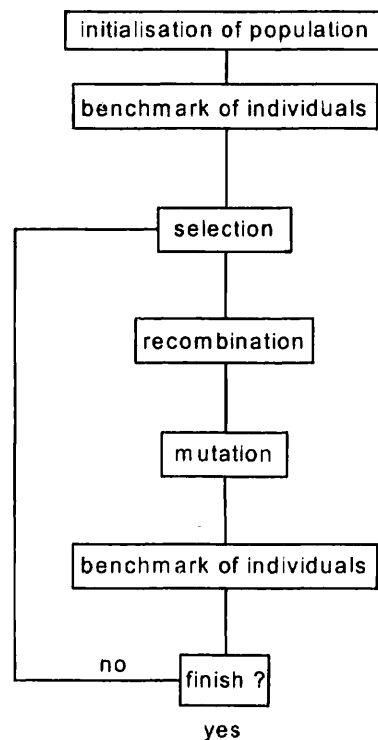 initialisation of population
benchmark of individuals
selection
recombination
mutation
benchmark of individuals
no
finish ?
yes